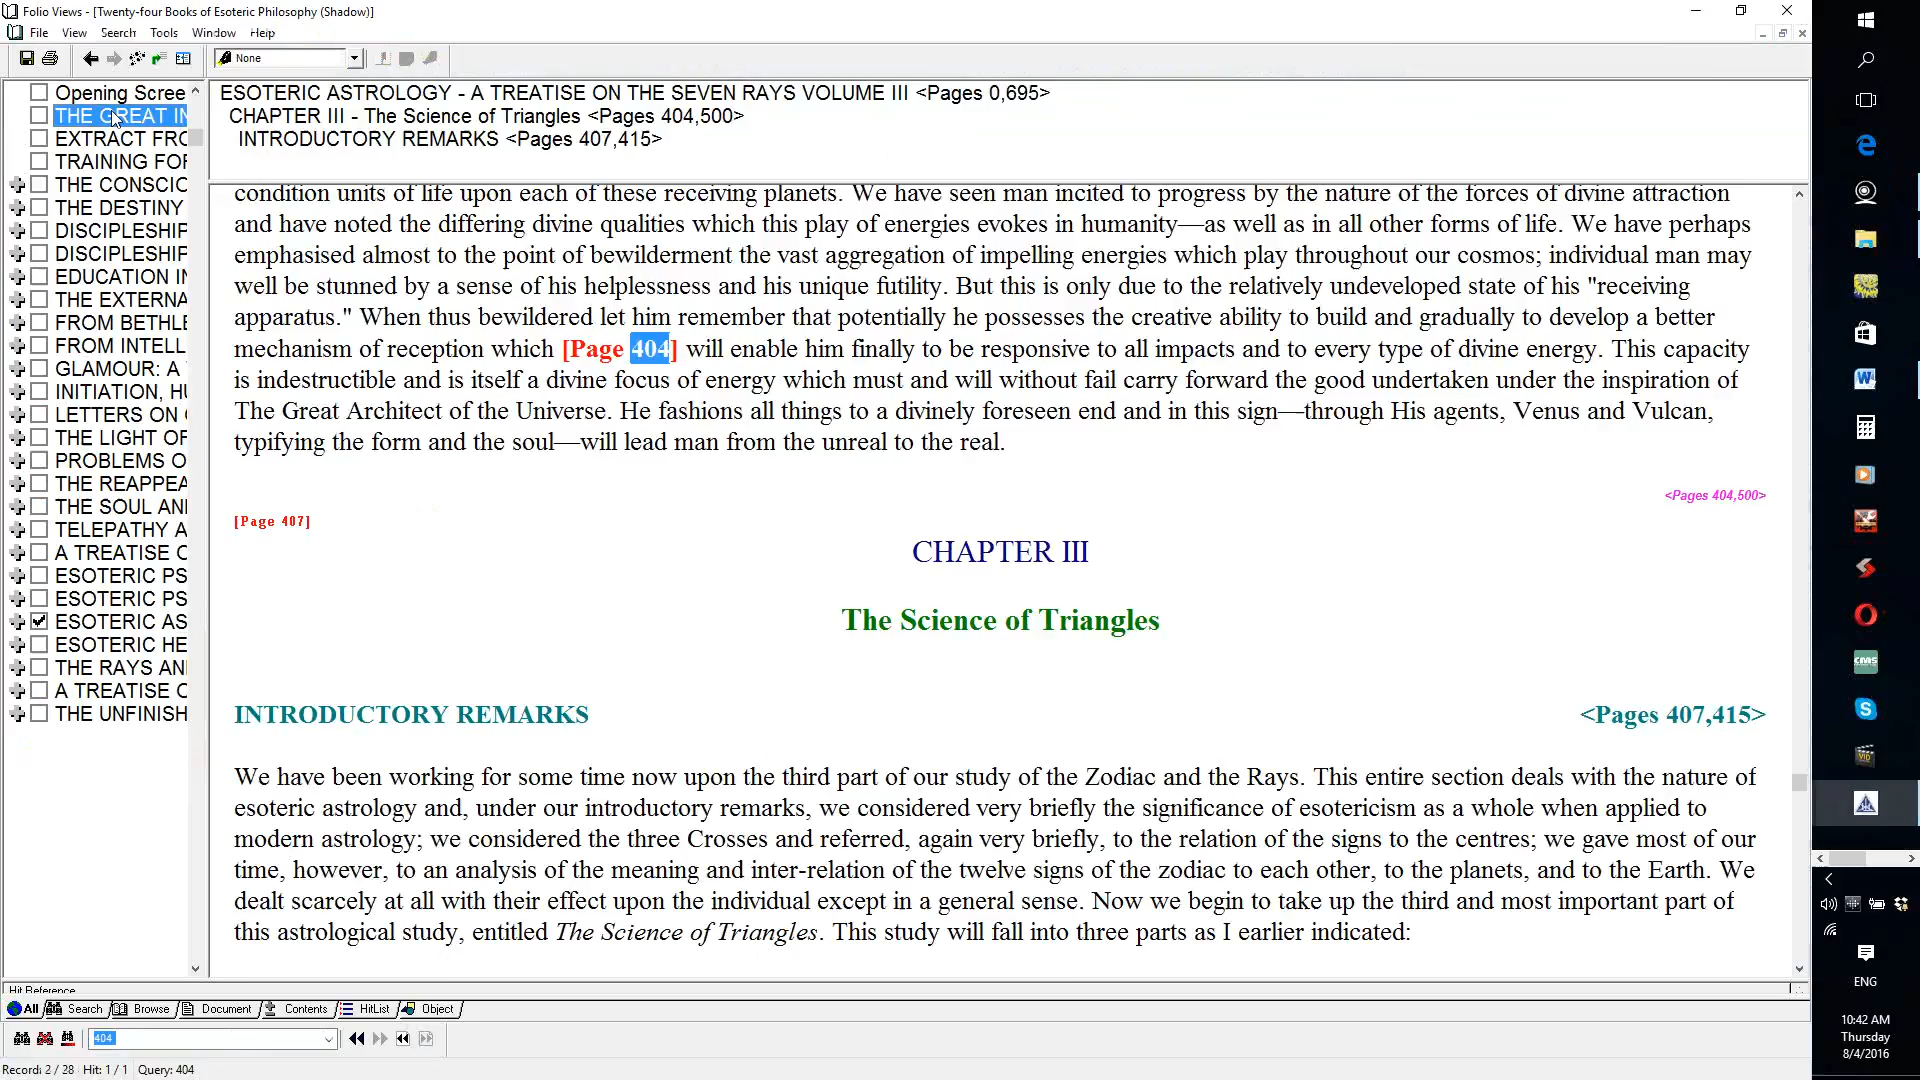 Folio Views - [Twenty-four Books of Esoteric Philosophy (Shadow)]
File View Search Tools Window Help
None
Opening Scree
THE GREAT IN
EXTRACT FRO
TRAINING FOR
THE CONSCIO
THE DESTINY
DISCIPLESHIP
DISCIPLESHIP
EDUCATION IN
THE EXTERNA
FROM BETHLE
FROM INTELL
GLAMOUR: A
INITIATION, HU
LETTERS ON
THE LIGHT OF
PROBLEMS O
THE REAPPEA
THE SOUL AN
TELEPATHY A
A TREATISE O
ESOTERIC PS
ESOTERIC PS
ESOTERIC AS
ESOTERIC HE
THE RAYS AN
A TREATISE O
THE UNFINISH
ESOTERIC ASTROLOGY - A TREATISE ON THE SEVEN RAYS VOLUME III <Pages 0,695>
CHAPTER III - The Science of Triangles <Pages 404,500>
INTRODUCTORY REMARKS <Pages 407,415>
condition units of life upon each of these receiving planets. We have seen man incited to progress by the nature of the forces of divine attraction
and have noted the differing divine qualities which this play of energies evokes in humanity—as well as in all other forms of life. We have perhaps
emphasised almost to the point of bewilderment the vast aggregation of impelling energies which play throughout our cosmos; individual man may
well be stunned by a sense of his helplessness and his unique futility. But this is only due to the relatively undeveloped state of his "receiving
apparatus." When thus bewildered let him remember that potentially he possesses the creative ability to build and gradually to develop a better
mechanism of reception which [Page 404] will enable him finally to be responsive to all impacts and to every type of divine energy. This capacity
is indestructible and is itself a divine focus of energy which must and will without fail carry forward the good undertaken under the inspiration of
The Great Architect of the Universe. He fashions all things to a divinely foreseen end and in this sign—through His agents, Venus and Vulcan,
typifying the form and the soul—will lead man from the unreal to the real.
<Pages 404,500>
[Page 407]
CHAPTER III
The Science of Triangles
INTRODUCTORY REMARKS <Pages 407,415>
We have been working for some time now upon the third part of our study of the Zodiac and the Rays. This entire section deals with the nature of
esoteric astrology and, under our introductory remarks, we considered very briefly the significance of esotericism as a whole when applied to
modern astrology; we considered the three Crosses and referred, again very briefly, to the relation of the signs to the centres; we gave most of our
time, however, to an analysis of the meaning and inter-relation of the twelve signs of the zodiac to each other, to the planets, and to the Earth. We
dealt scarcely at all with their effect upon the individual except in a general sense. Now we begin to take up the third and most important part of
this astrological study, entitled The Science of Triangles. This study will fall into three parts as I earlier indicated:
Hit Reference
All Search Browse Document Contents HitList Object
404
Record: 2 / 28 Hit: 1 / 1 Query: 404
CMS
VID
ENG
10:42 AM
Thursday
8/4/2016